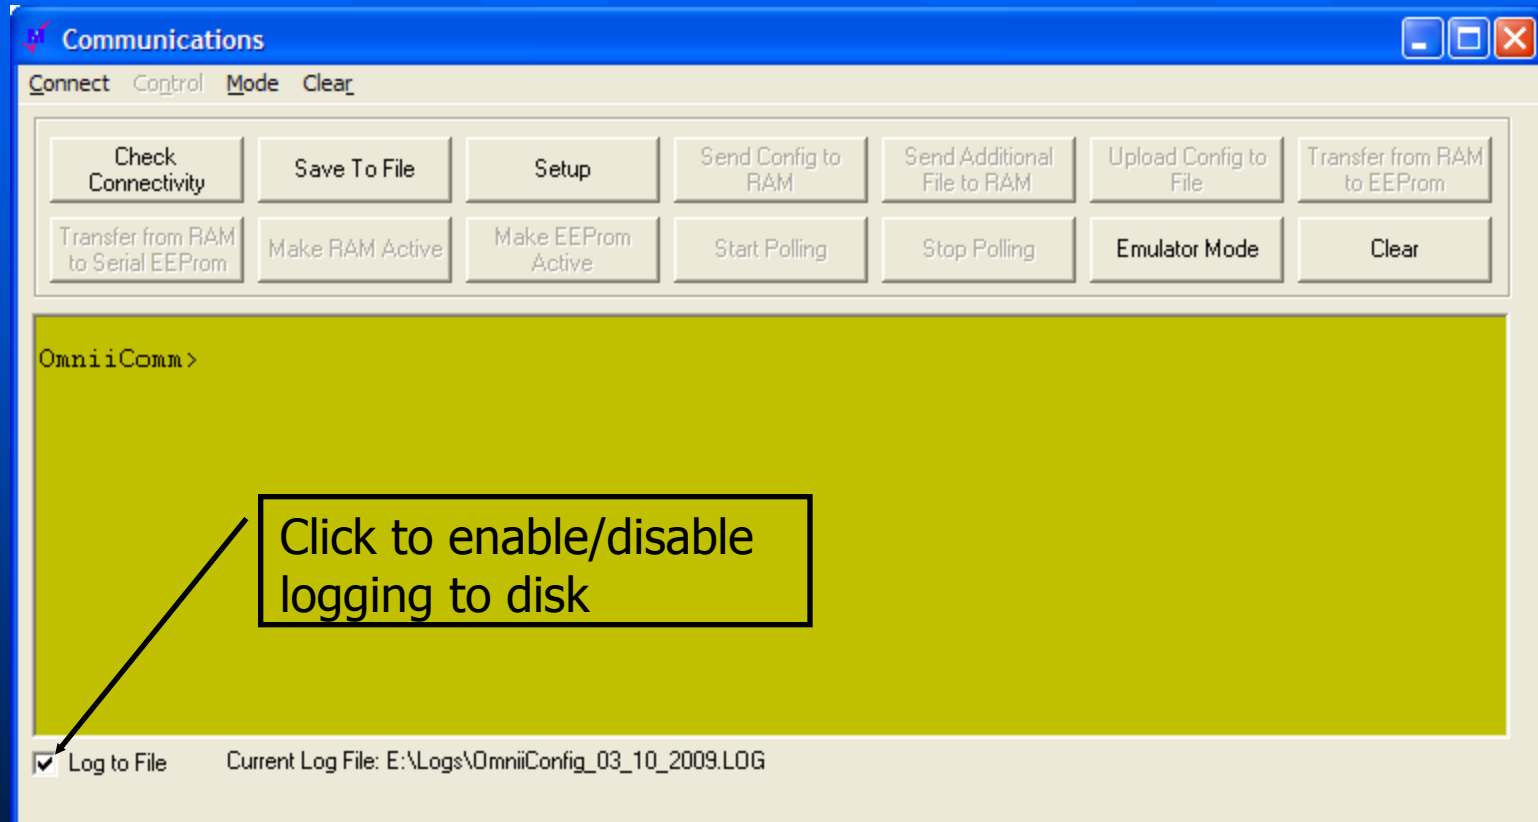 Communications
Connect Control Mode Clear
Check Connectivity
Save To File
Setup
Send Config to RAM
Send Additional File to RAM
Upload Config to File
Transfer from RAM to EEProm
Transfer from RAM to Serial EEProm
Make RAM Active
Make EEProm Active
Start Polling
Stop Polling
Emulator Mode
Clear
OmniiComm>
Click to enable/disable
logging to disk
Log to File Current Log File: E:\Logs\OmniiConfig_03_10_2009.LOG